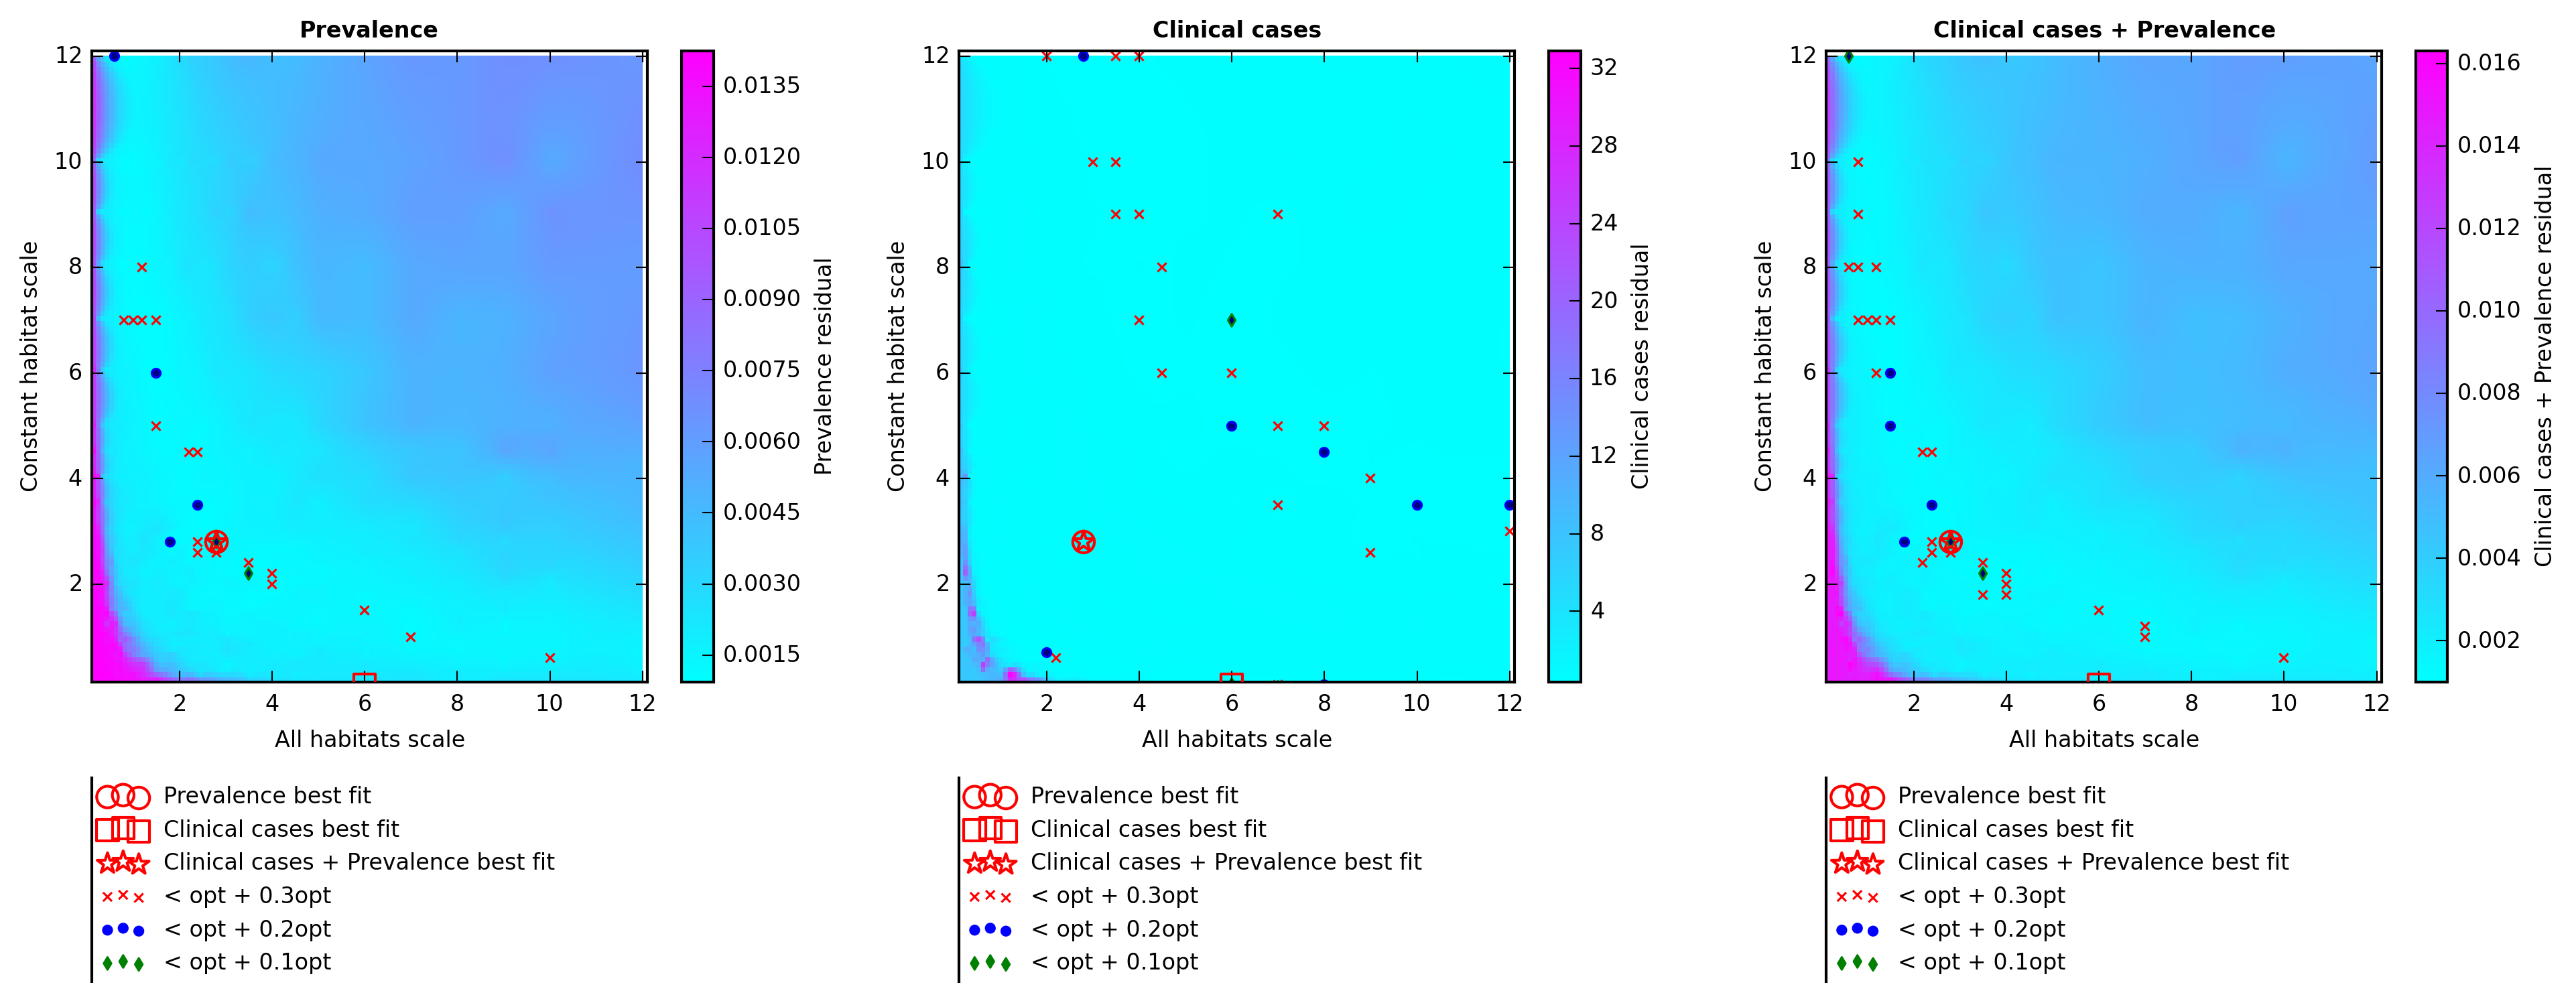 Prevalence
12
10
8
6
4
2
2 4 6 8 10 12
Constant habitat scale
All habitats scale
0.0135
0.0120
0.0105
0.0090
0.0075
0.0060
0.0045
0.0030
0.0015
Prevalence residual
Prevalence best fit
Clinical cases best fit
Clinical cases + Prevalence best fit
< opt + 0.3opt
< opt + 0.2opt
< opt + 0.1opt
Clinical cases
12
10
8
6
4
2
2 4 6 8 10 12
Constant habitat scale
All habitats scale
32
28
24
20
16
12
8
4
Clinical cases residual
Prevalence best fit
Clinical cases best fit
Clinical cases + Prevalence best fit
< opt + 0.3opt
< opt + 0.2opt
< opt + 0.1opt
Clinical cases + Prevalence
12
10
8
6
4
2
2 4 6 8 10 12
Constant habitat scale
All habitats scale
0.016
0.014
0.012
0.010
0.008
0.006
0.004
0.002
Clinical cases + Prevalence residual
Prevalence best fit
Clinical cases best fit
Clinical cases + Prevalence best fit
< opt + 0.3opt
< opt + 0.2opt
< opt + 0.1opt